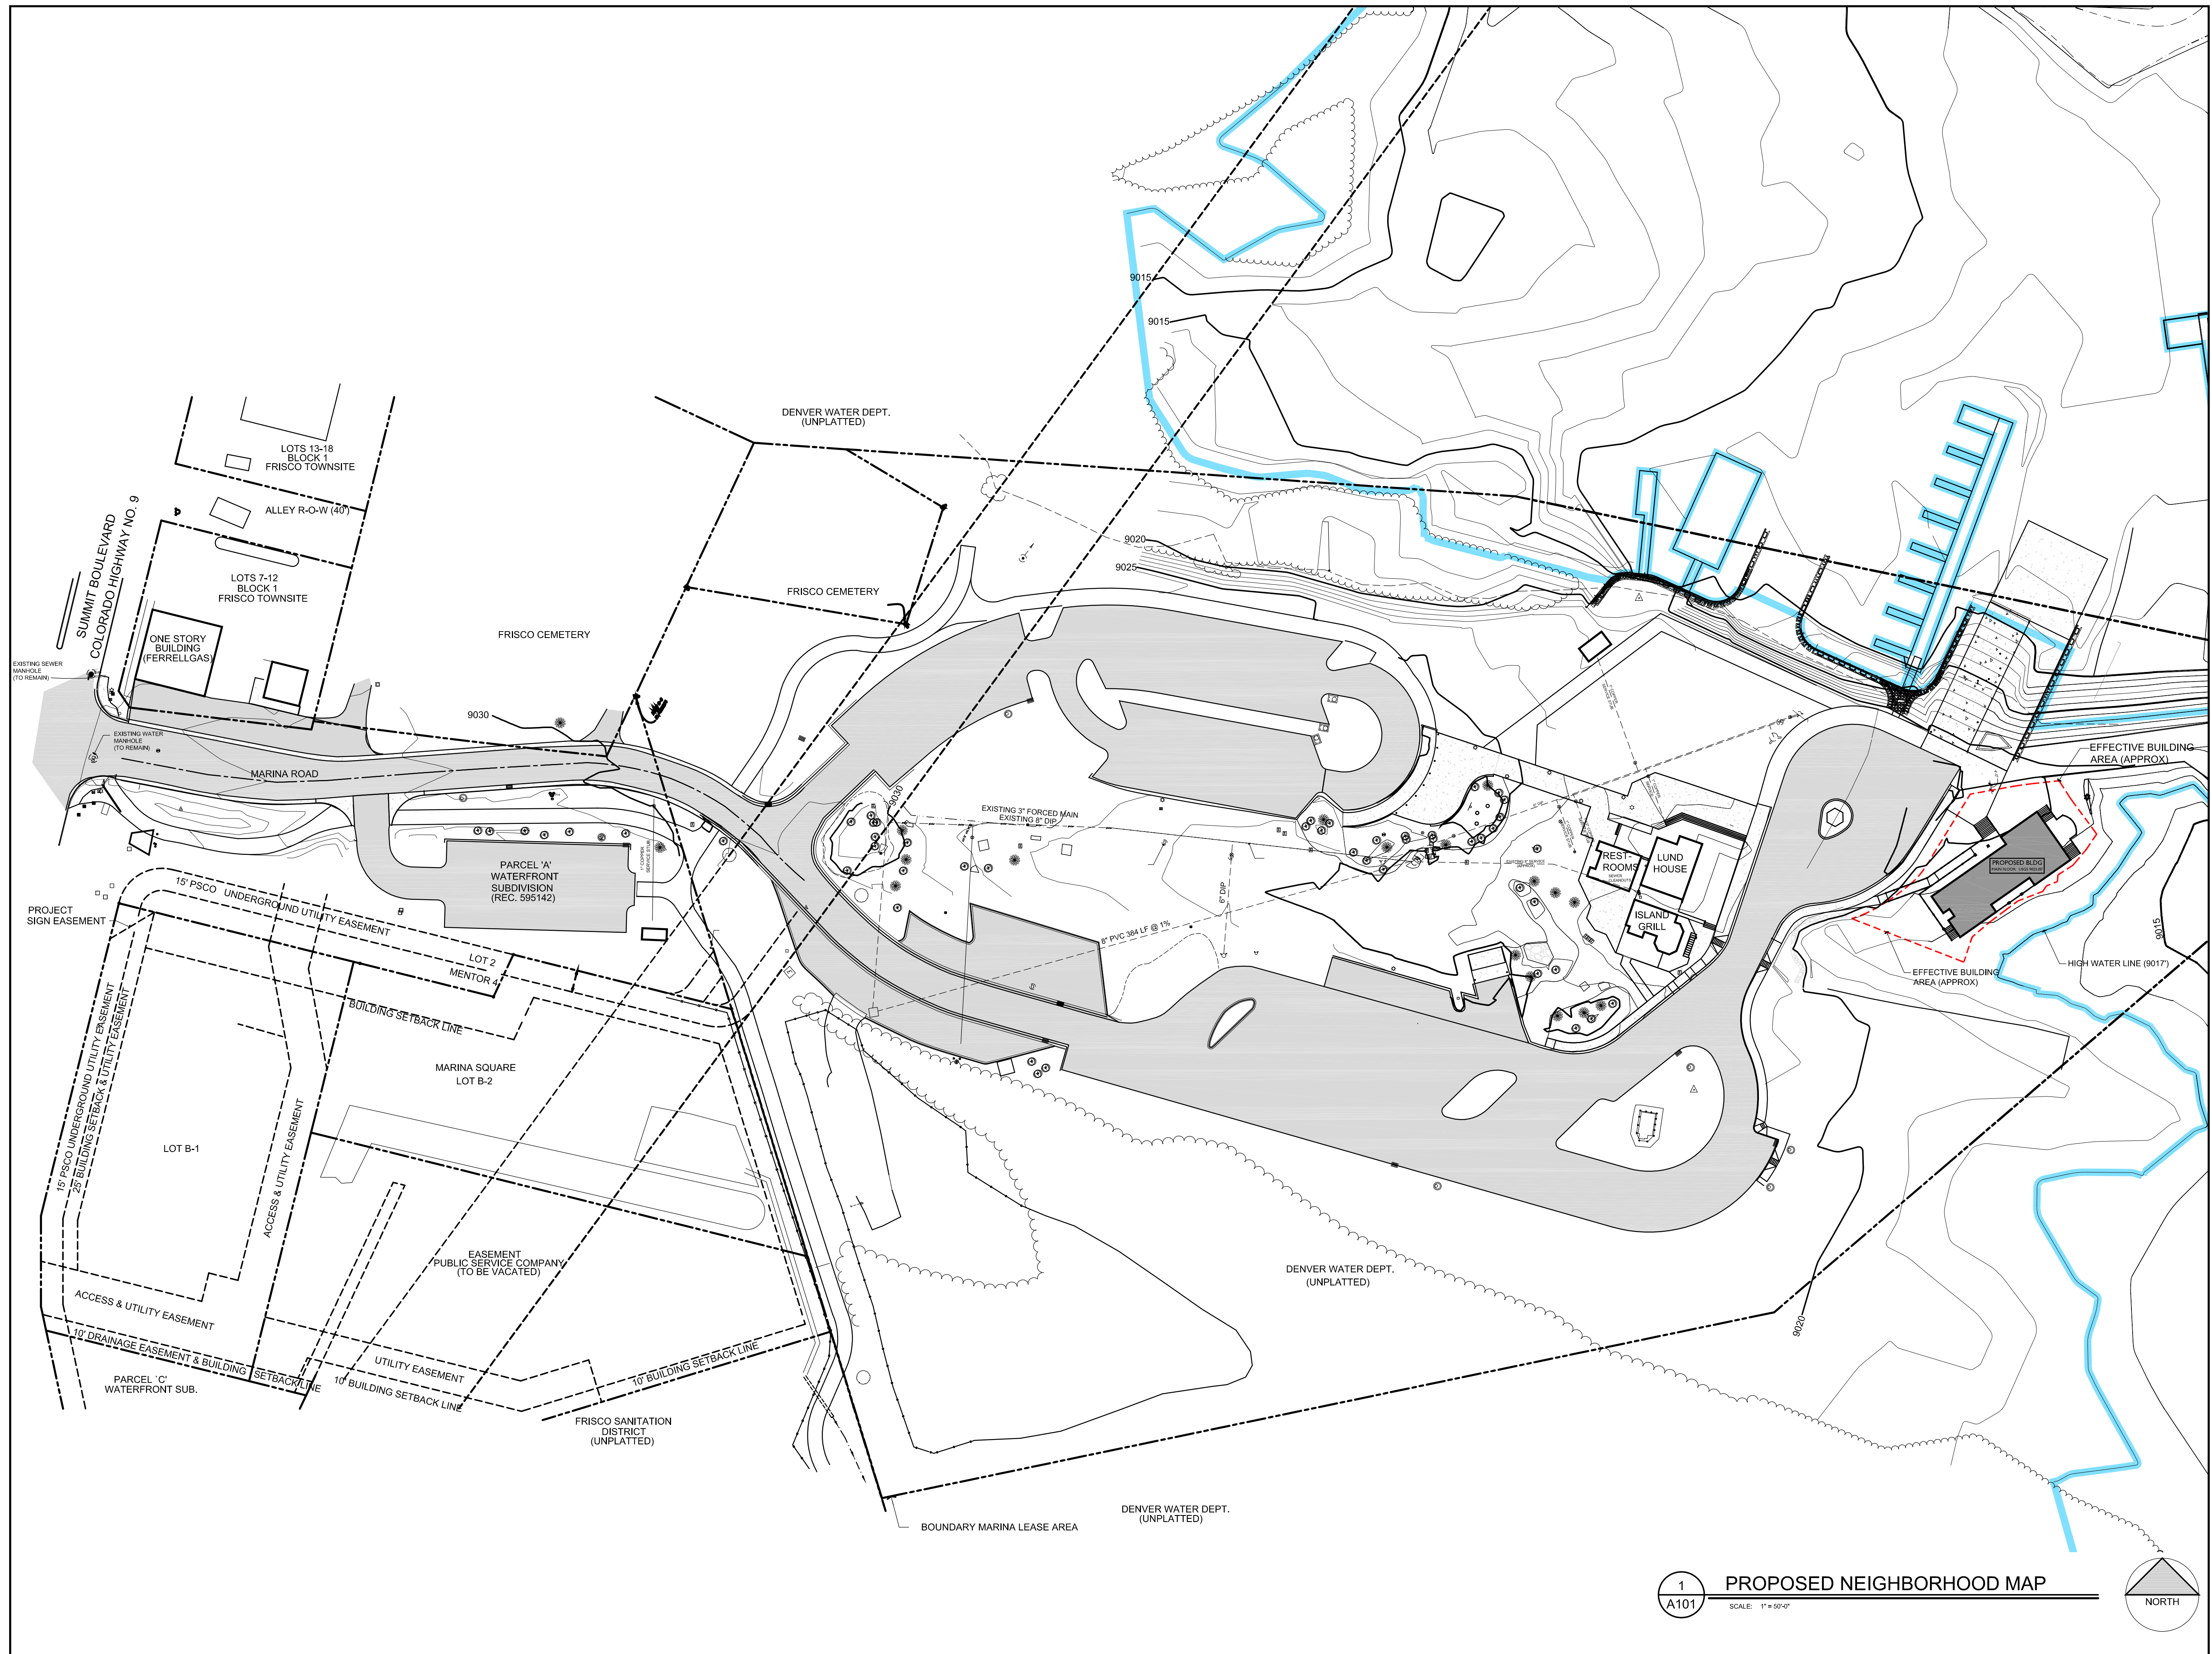 DENVER WATER DEPT.
(UNPLATTED)
9015
9015
LOTS 13-18
BLOCK 1
FRISCO TOWNSITE
ALLEY R-O-W (40')
SUMMIT BOULEVARD
COLORADO HIGHWAY NO. 9
LOTS 7-12
BLOCK 1
FRISCO TOWNSITE
9020
9025
FRISCO CEMETERY
FRISCO CEMETERY
ONE STORY
BUILDING
(FERRELLGAS)
EXISTING SEWER
MANHOLE
(TO REMAIN)
9030
EXISTING WATER
MANHOLE
(TO REMAIN)
MARINA ROAD
EFFECTIVE BUILDING
AREA (APPROX)
9030
EXISTING 3" FORCED MAIN
EXISTING 8" DIP
1" COPPER
SERVICE STUB
PARCEL 'A'
WATERFRONT
SUBDIVISION
(REC. 595142)
REST-
ROOMS
SEWER
CLEANOUTS
LUND
HOUSE
ISLAND
GRILL
PROPOSED BLDG
6" DIP
8" PVC 384 LF @ 1%
15' PSCO UNDERGROUND UTILITY EASEMENT
PROJECT
SIGN EASEMENT
LOT 2
MENTOR 4
9015
HIGH WATER LINE (9017')
EFFECTIVE BUILDING
AREA (APPROX)
BUILDING SETBACK LINE
15' PSCO UNDERGROUND UTILITY EASEMENT
25' BUILDING SETBACK & UTILITY EASEMENT
MARINA SQUARE
LOT B-2
LOT B-1
ACCESS & UTILITY EASEMENT
EASEMENT
PUBLIC SERVICE COMPANY
(TO BE VACATED)
DENVER WATER DEPT.
(UNPLATTED)
ACCESS & UTILITY EASEMENT
9020
10' DRAINAGE EASEMENT & BUILDING SETBACK LINE
UTILITY EASEMENT
10' BUILDING SETBACK LINE
10' BUILDING SETBACK LINE
PARCEL `C'
WATERFRONT SUB.
FRISCO SANITATION
DISTRICT
(UNPLATTED)
DENVER WATER DEPT.
(UNPLATTED)
BOUNDARY MARINA LEASE AREA
1
A101
PROPOSED NEIGHBORHOOD MAP
SCALE: 1" = 50'-0"
NORTH